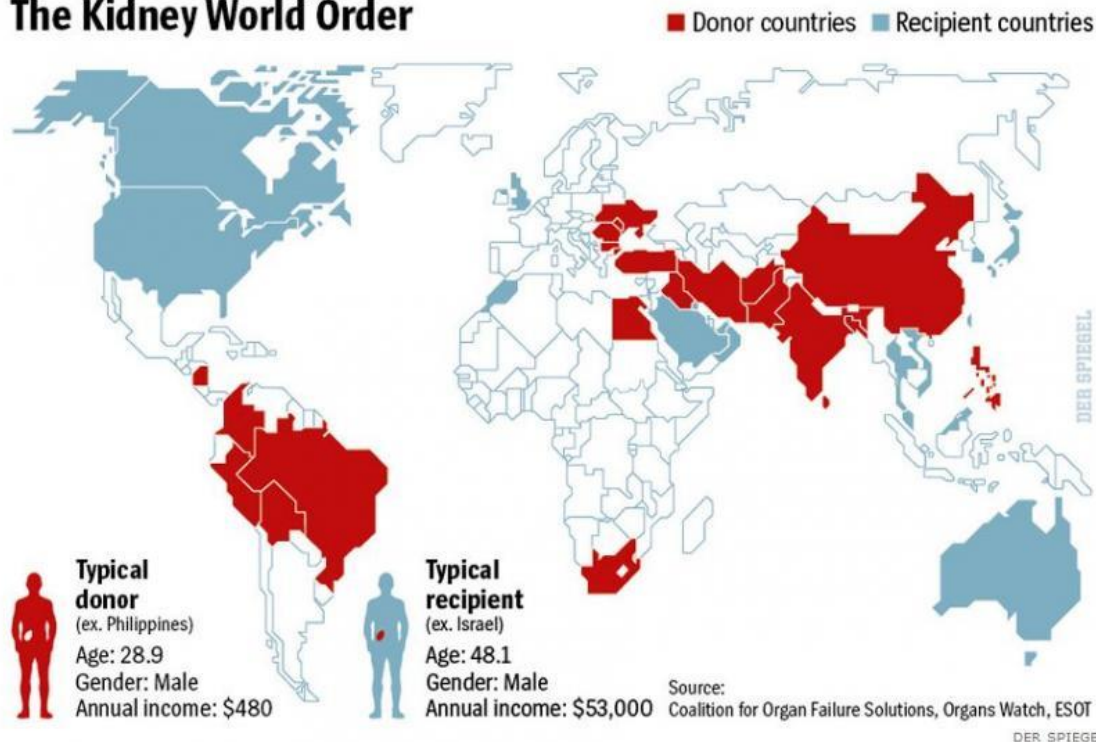 The Kidney World Order
Donor countries
Recipient countries
DER SPIEGEL
Typical
donor
(ex. Philippines)
Age: 28.9
Gender: Male
Annual income: $480
Typical
recipient
(ex. Israel)
Age: 48.1
Gender: Male
Annual income: $53,000
Source:
Coalition for Organ Failure Solutions, Organs Watch, ESOT
DER SPIEGE